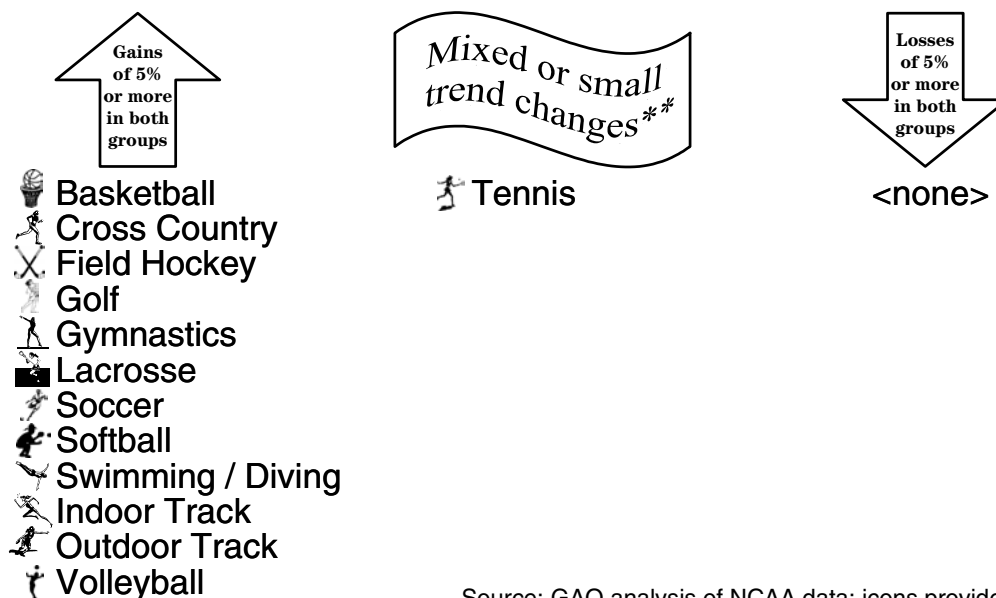 Gains
of 5%
or more
in both
groups
Mixed or small
trend changes**
Losses
of 5%
or more
in both
groups
Basketball
Cross Country
Field Hockey
Golf
Gymnastics
Lacrosse
Soccer
Softball
Swimming / Diving
Indoor Track
Outdoor Track
Volleyball
Tennis
<none>
Source: GAO analysis of NCAA data; icons provide